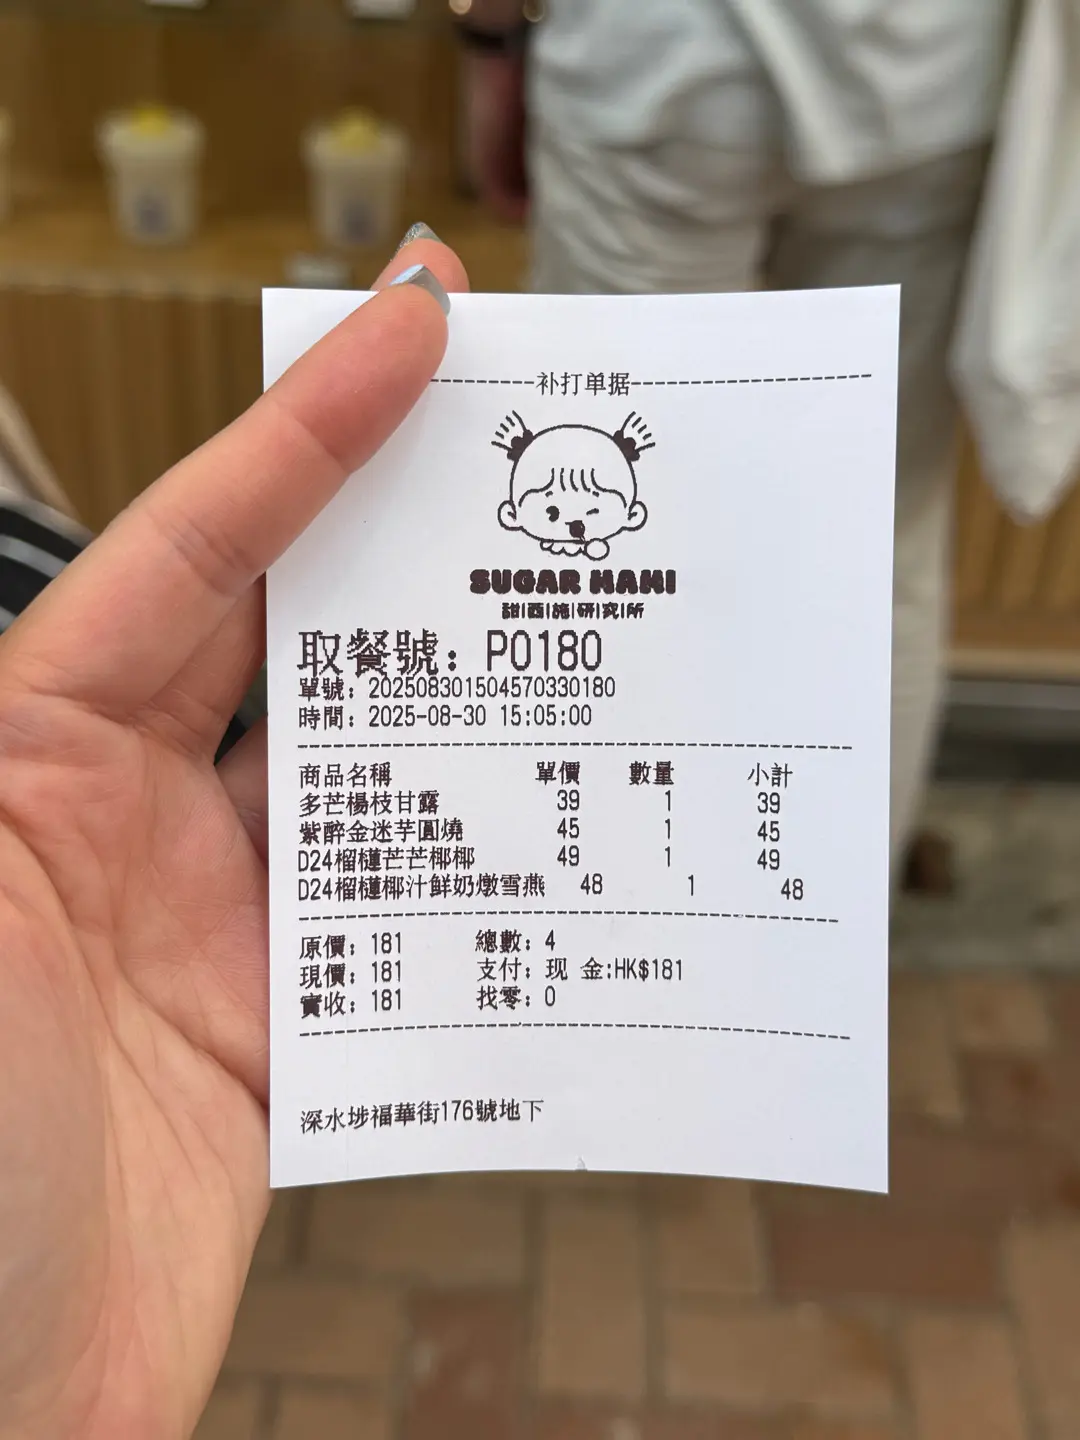 ------------补打单据------------------------
SUGAR MAMI
甜|西|施|研|究|所
取餐號: P0180
單號: 202508301504570330180
時間: 2025-08-30 15:05:00
商品名稱 單價 數量 小計
多芒楊枝甘露 39 1 39
紫醉金迷芋圓燒 45 1 45
D24榴槤芒芒椰椰 49 1 49
D24榴槤椰汁鮮奶燉雪燕 48 1 48
原價: 181 總數: 4
現價: 181 支付: 现 金:HK$181
實收: 181 找零: 0
深水埗福華街176號地下